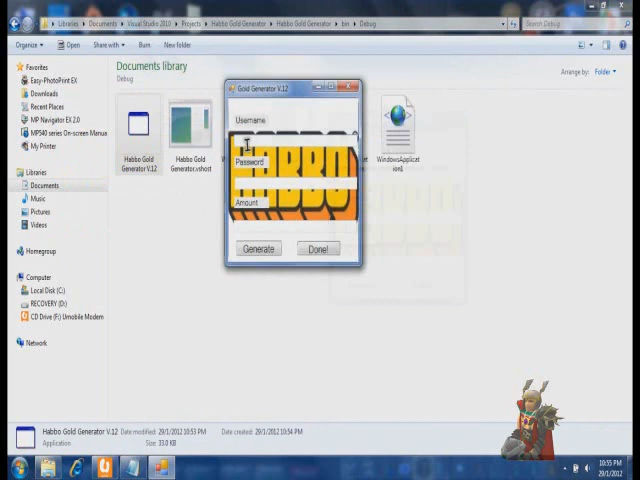 Libraries ▸ Documents ▸ Visual Studio 2010 ▸ Projects ▸ Habbo Gold Generator ▸ Habbo Gold Generator ▸ bin ▸ Debug
Search Debug
Organize Open Share with Burn New folder
Favorites
Easy-PhotoPrint EX
Downloads
Recent Places
MP Navigator EX 2.0
MP540 series On-screen Manua
My Printer
Libraries
Documents
Music
Pictures
Videos
Homegroup
Computer
Local Disk (C:)
RECOVERY (D:)
CD Drive (F:) Umobile Modem
Network
Documents library
Debug
Arrange by: Folder
Habbo Gold
Generator V.12
Habbo Gold
Generator.vshost
WindowsApplicat
ion1
Gold Generator V.12
Username
HABBO
Password
Amount
Generate
Done!
Habbo Gold Generator V.12 Date modified: 29/1/2012 10:53 PM Date created: 29/1/2012 10:54 PM
Application Size: 33.0 KB
10:55 PM
29/1/2012